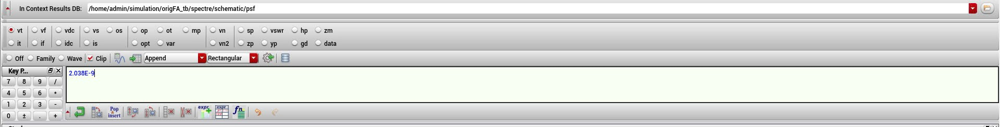 In Context Results DB: /home/admin/simulation/origFA_tb/spectre/schematic/psf
vt vf vdc vs os op ot mp vn sp vswr hp zm
it if idc is opt var vn2 zp yp gd data
Off Family Wave Clip Append Rectangular
Key P...
7 8 9 /
4 5 6 *
1 2 3 -
0 ± . +
2.038E-9
Pop & insert
expr
expr
fn